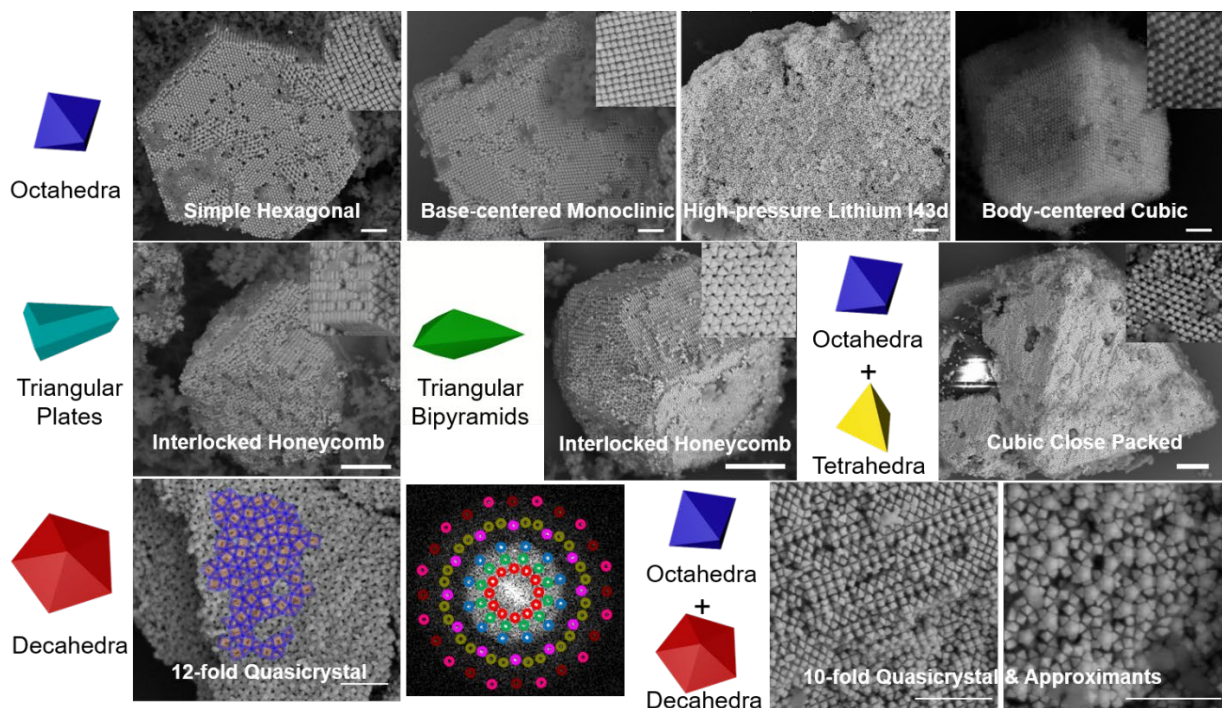 Octahedra
Simple Hexagonal
Base-centered Monoclinic
High-pressure Lithium I43d
Body-centered Cubic
Triangular
Plates
Interlocked Honeycomb
Triangular
Bipyramids
Interlocked Honeycomb
Octahedra
+
Tetrahedra
Cubic Close Packed
Decahedra
12-fold Quasicrystal
Octahedra
+
Decahedra
10-fold Quasicrystal & Approximants